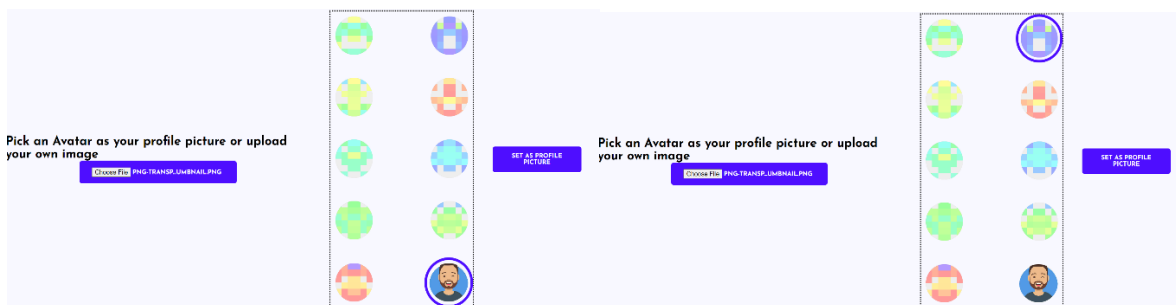 Pick an Avatar as your profile picture or upload
your own image
Choose File PNG-TRANSP...UMBNAIL.PNG
SET AS PROFILE
PICTURE
Pick an Avatar as your profile picture or upload
your own image
Choose File PNG-TRANSP...UMBNAIL.PNG
SET AS PROFILE
PICTURE